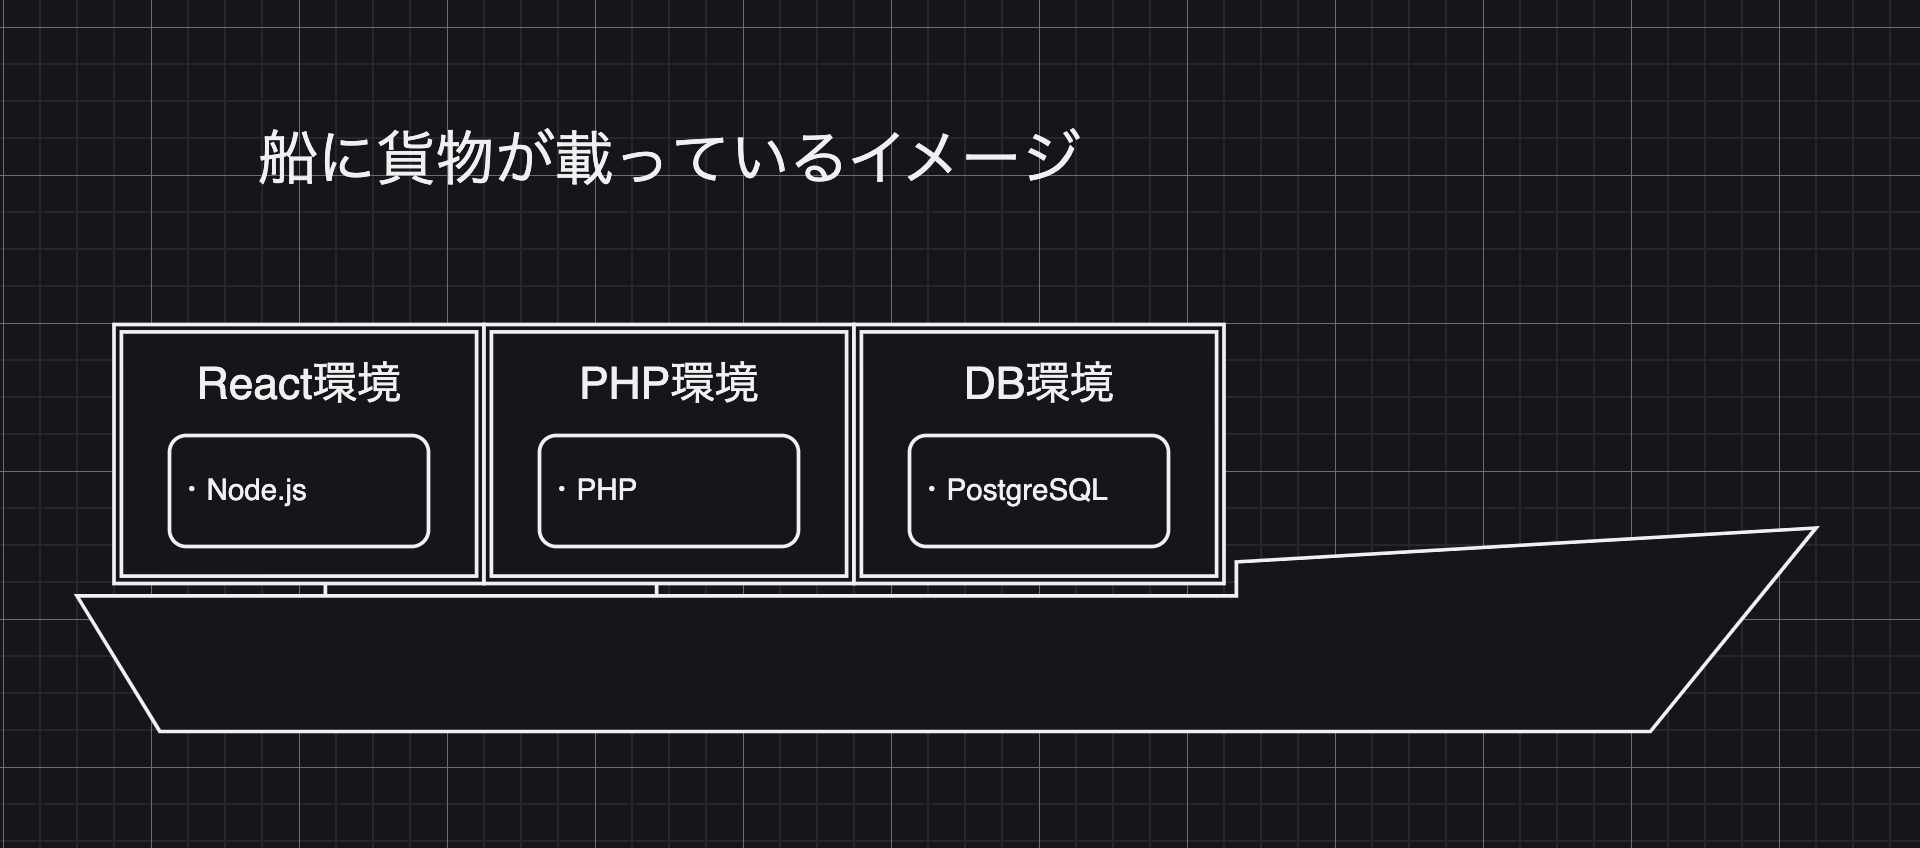 船に貨物が載っているイメージ
React環境
・Node.js
PHP環境
・PHP
DB環境
・PostgreSQL